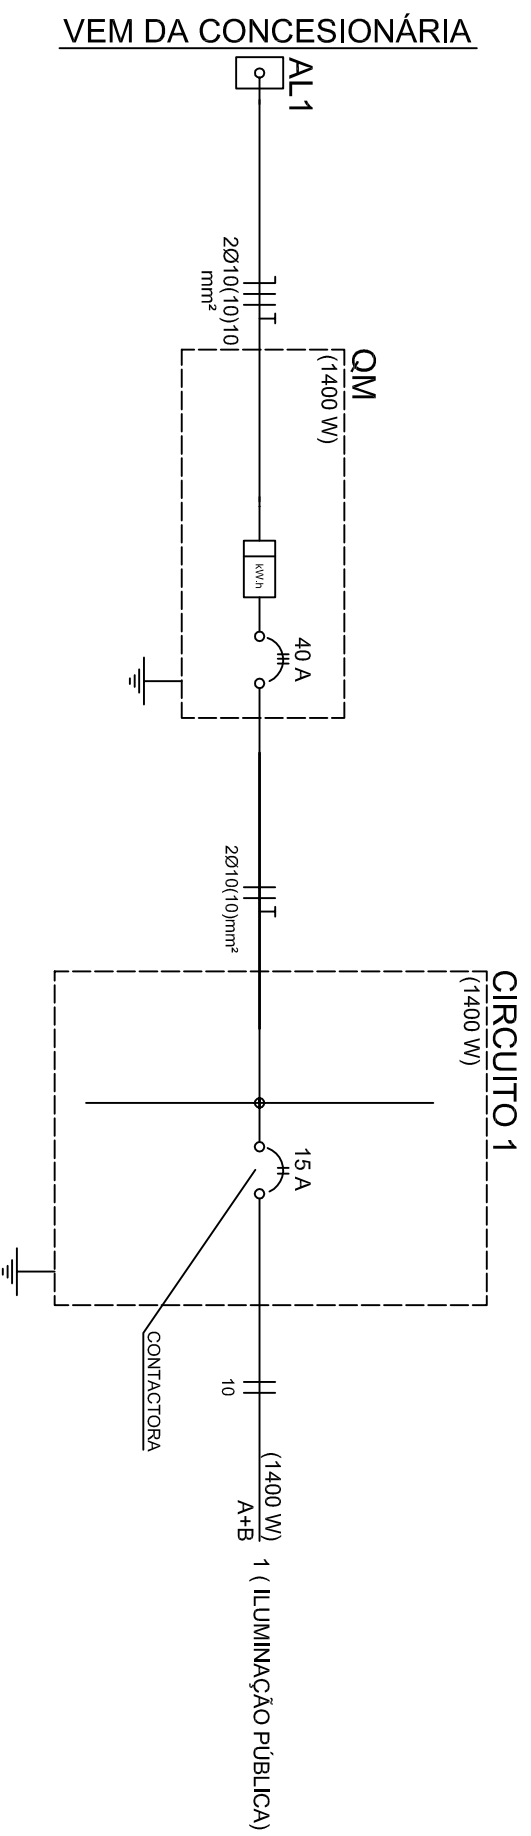 VEM DA CONCESIONÁRIA
AL1
2Ø10(10)10
mm²
QM
(1400 W)
kW.h
40 A
2Ø10(10)mm²
CIRCUITO 1
(1400 W)
15 A
CONTACTORA
10
(1400 W)
A+B
1 ( ILUMINAÇÃO PÚBLICA)